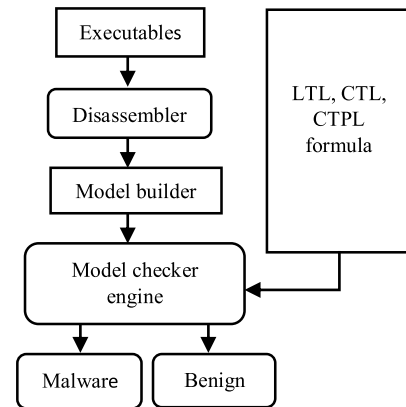 Executables
Disassembler
Model builder
Model checker
engine
Malware
Benign
LTL, CTL,
CTPL
formula